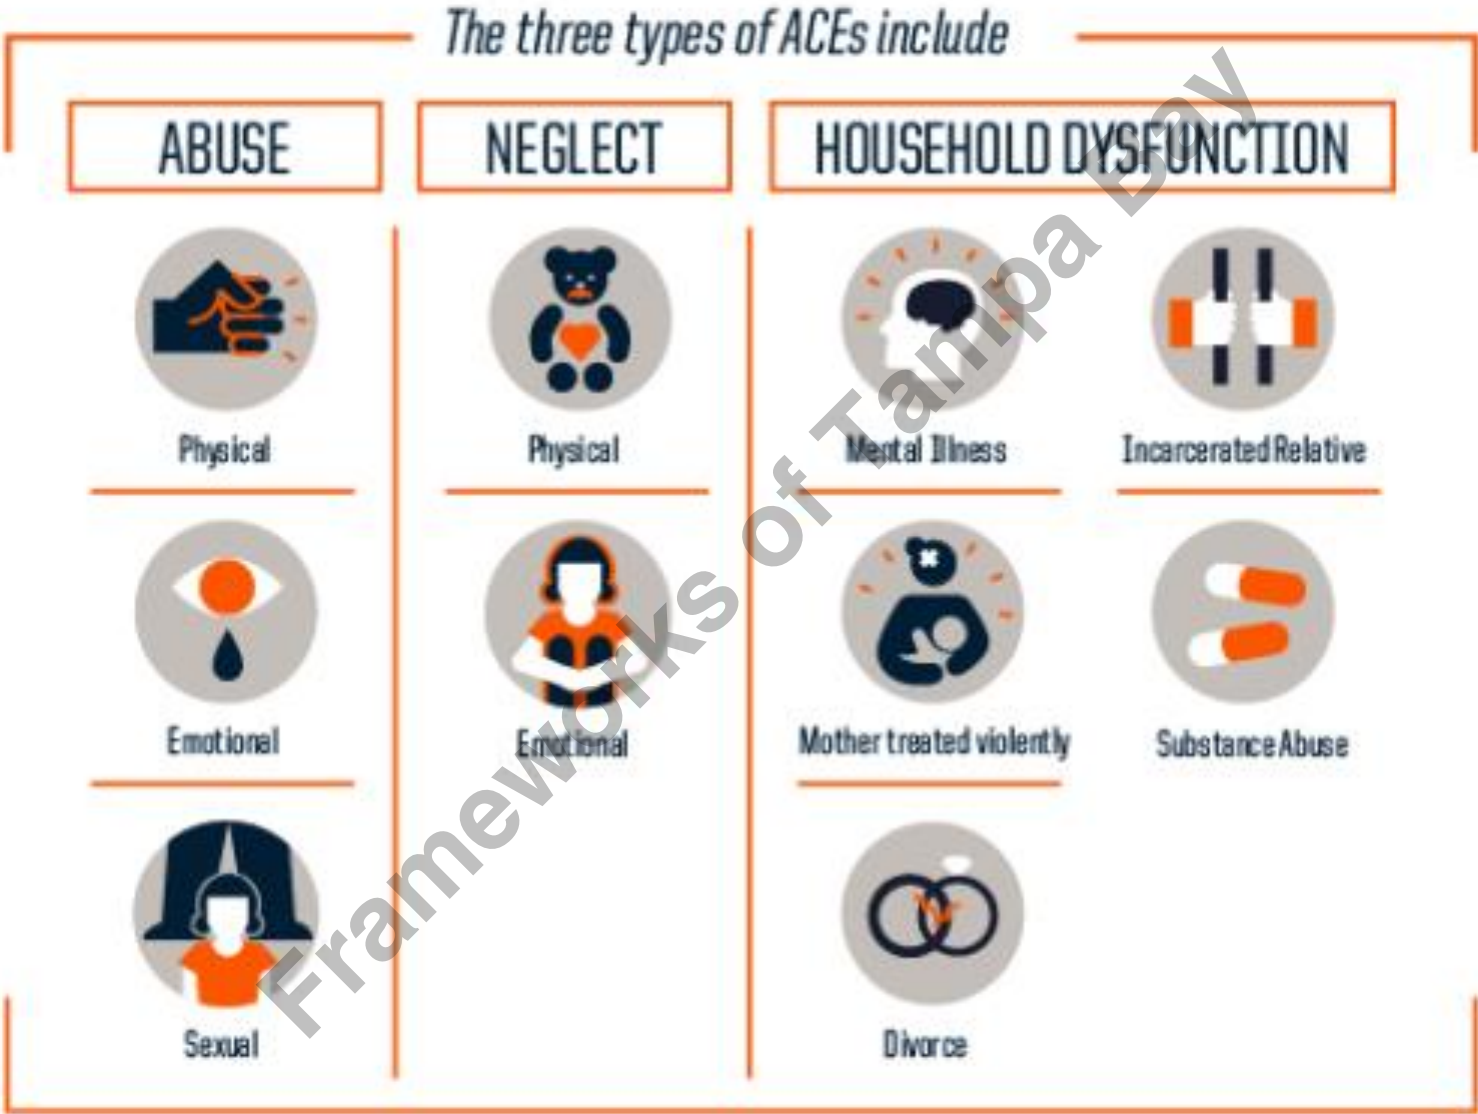 The three types of ACEs include
ABUSE
NEGLECT
HOUSEHOLD DYSFUNCTION
Physical
Physical
Mental Illness
Incarcerated Relative
Emotional
Emotional
Mother treated violently
Substance Abuse
Sexual
Divorce
Frameworks of Tampa Bay